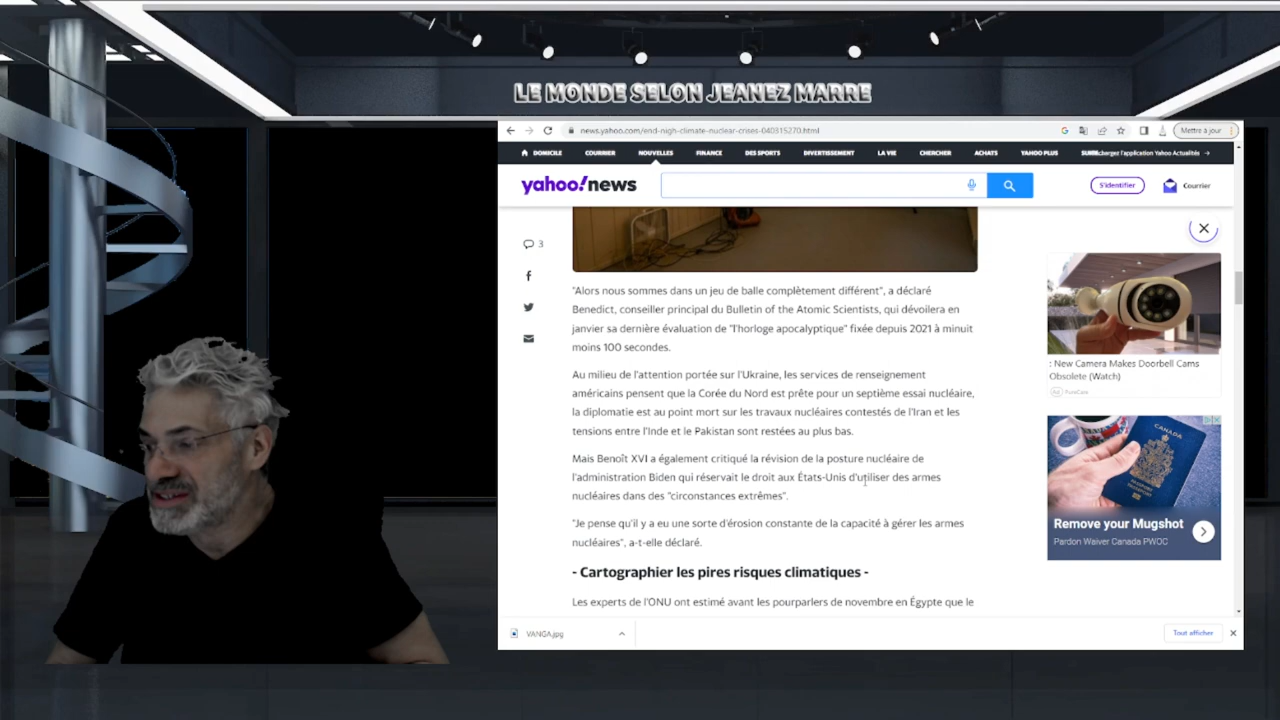 LE MONDE SELON JEANEZ MARRE
news.yahoo.com/end-nigh-climate-nuclear-crises-040315270.html
Mettre à jour
DOMICILE COURRIER NOUVELLES FINANCE DES SPORTS DIVERTISSEMENT LA VIE CHERCHER ACHATS YAHOO PLUS
chargez l'application Yahoo Actualités →
yahoo!news
S'identifier
Courrier
3
"Alors nous sommes dans un jeu de balle complètement différent", a déclaré
Benedict, conseiller principal du Bulletin of the Atomic Scientists, qui dévoilera en
janvier sa dernière évaluation de "l'horloge apocalyptique" fixée depuis 2021 à minuit
moins 100 secondes.
Au milieu de l'attention portée sur l'Ukraine, les services de renseignement
américains pensent que la Corée du Nord est prête pour un septième essai nucléaire,
la diplomatie est au point mort sur les travaux nucléaires contestés de l'Iran et les
tensions entre l'Inde et le Pakistan sont restées au plus bas.
Mais Benoît XVI a également critiqué la révision de la posture nucléaire de
l'administration Biden qui réservait le droit aux États-Unis d'utiliser des armes
nucléaires dans des "circonstances extrêmes".
"Je pense qu'il y a eu une sorte d'érosion constante de la capacité à gérer les armes
nucléaires", a-t-elle déclaré.
- Cartographier les pires risques climatiques -
Les experts de l'ONU ont estimé avant les pourparlers de novembre en Égypte que le
: New Camera Makes Doorbell Cams
Obsolete (Watch)
Ad PureCare
CANADA
Remove your Mugshot
Pardon Waiver Canada PWOC
VANGA.jpg
Tout afficher